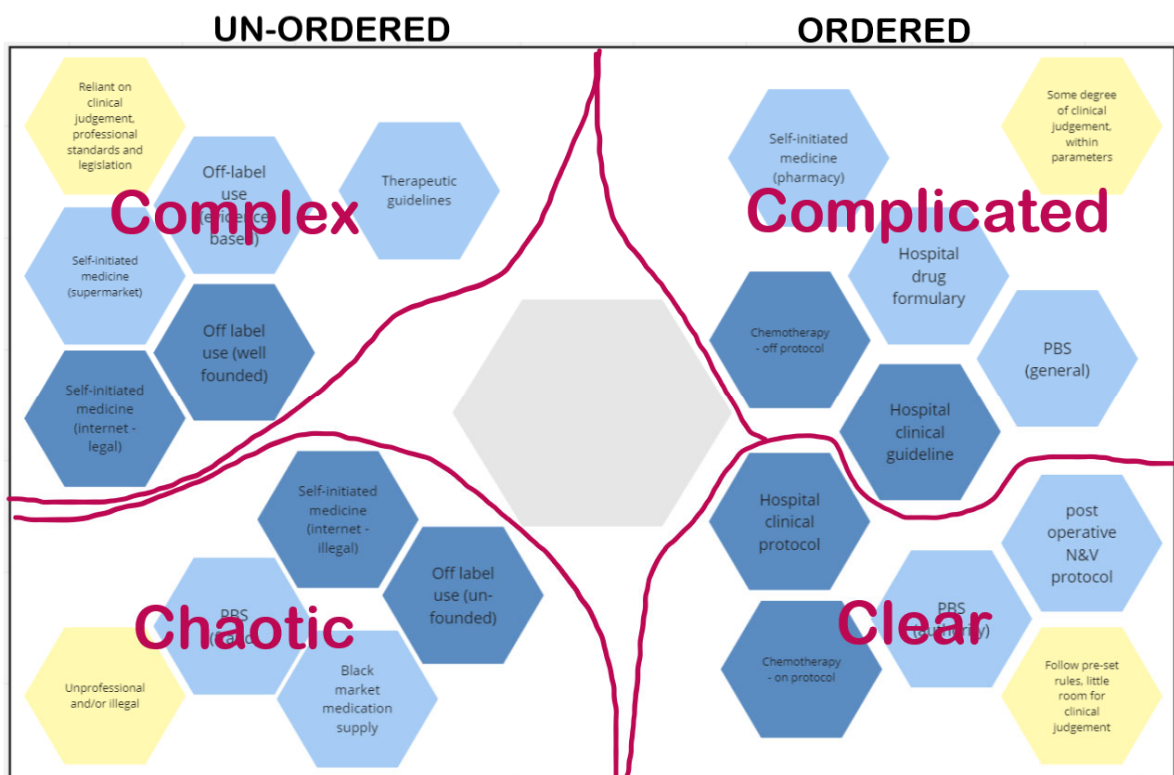 UN-ORDERED
ORDERED
Reliant on
clinical
judgement,
professional
standards and
legislation
Off-label
use
(evidence
based)
Therapeutic
guidelines
Complex
Self-initiated
medicine
(supermarket)
Off label
use (well
founded)
Self-initiated
medicine
(internet -
legal)
Self-initiated
medicine
(pharmacy)
Some degree
of clinical
judgement,
within
parameters
Complicated
Hospital
drug
formulary
Chemotherapy
- off protocol
PBS
(general)
Hospital
clinical
guideline
Self-initiated
medicine
(internet -
illegal)
Off label
use (un-
founded)
PBS
Chaotic
Unprofessional
and/or illegal
Black
market
medication
supply
Hospital
clinical
protocol
post
operative
N&V
protocol
PBS
(authority)
Clear
Chemotherapy
- on protocol
Follow pre-set
rules, little
room for
clinical
judgement